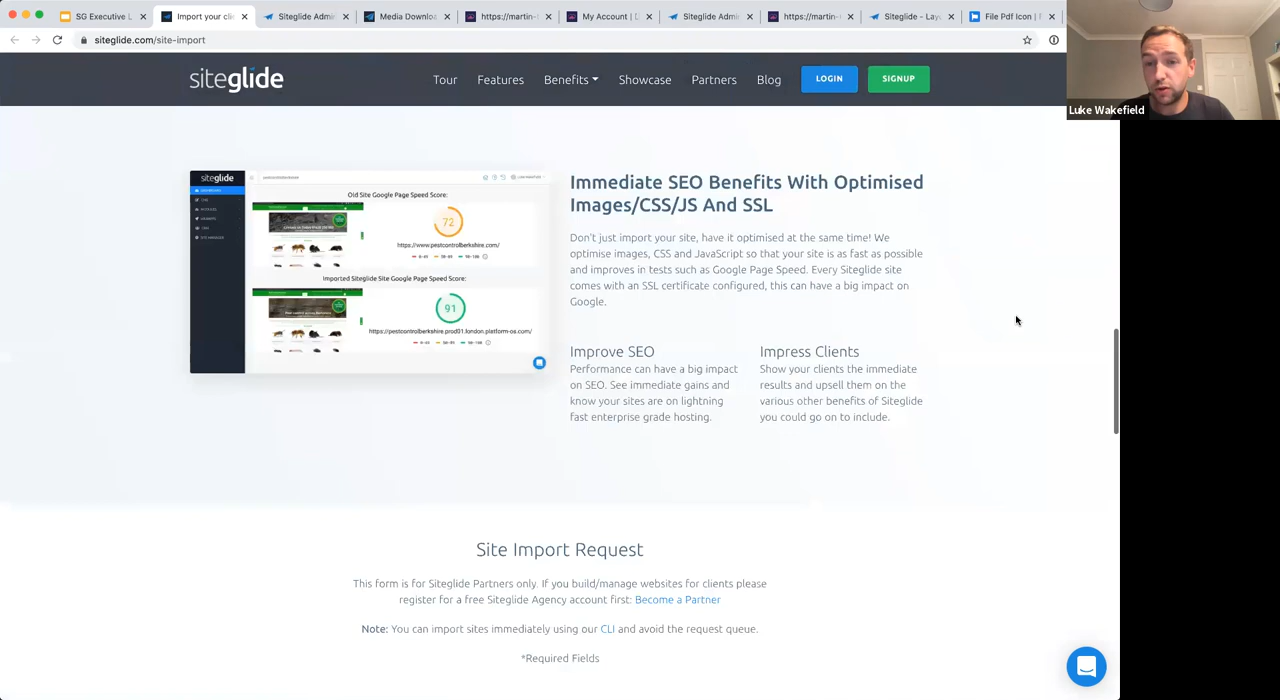 SG Executive L
Import your clie
Siteglide Admi
Media Downloa
https://martin-
My Account | D
Siteglide Admi
https://martin-
Siteglide - Layo
File Pdf Icon | F
siteglide.com/site-import
Luke Wakefield
siteglide
Tour
Features
Benefits
Showcase
Partners
Blog
LOGIN
SIGNUP
siteglide
Old Site Google Page Speed Score:
72
https://www.pestcontrolberkshire.com/
Imported Siteglide Site Google Page Speed Score:
91
https://pestcontrolberkshire.prod01.london.platform-os.com/
Immediate SEO Benefits With Optimised
Images/CSS/JS And SSL
Don't just import your site, have it optimised at the same time! We
optimise images, CSS and JavaScript so that your site is as fast as possible
and improves in tests such as Google Page Speed. Every Siteglide site
comes with an SSL certificate configured, this can have a big impact on
Google.
Improve SEO
Performance can have a big impact
on SEO. See immediate gains and
know your sites are on lightning
fast enterprise grade hosting.
Impress Clients
Show your clients the immediate
results and upsell them on the
various other benefits of Siteglide
you could go on to include.
Site Import Request
This form is for Siteglide Partners only. If you build/manage websites for clients please
register for a free Siteglide Agency account first: Become a Partner
Note: You can import sites immediately using our CLI and avoid the request queue.
*Required Fields